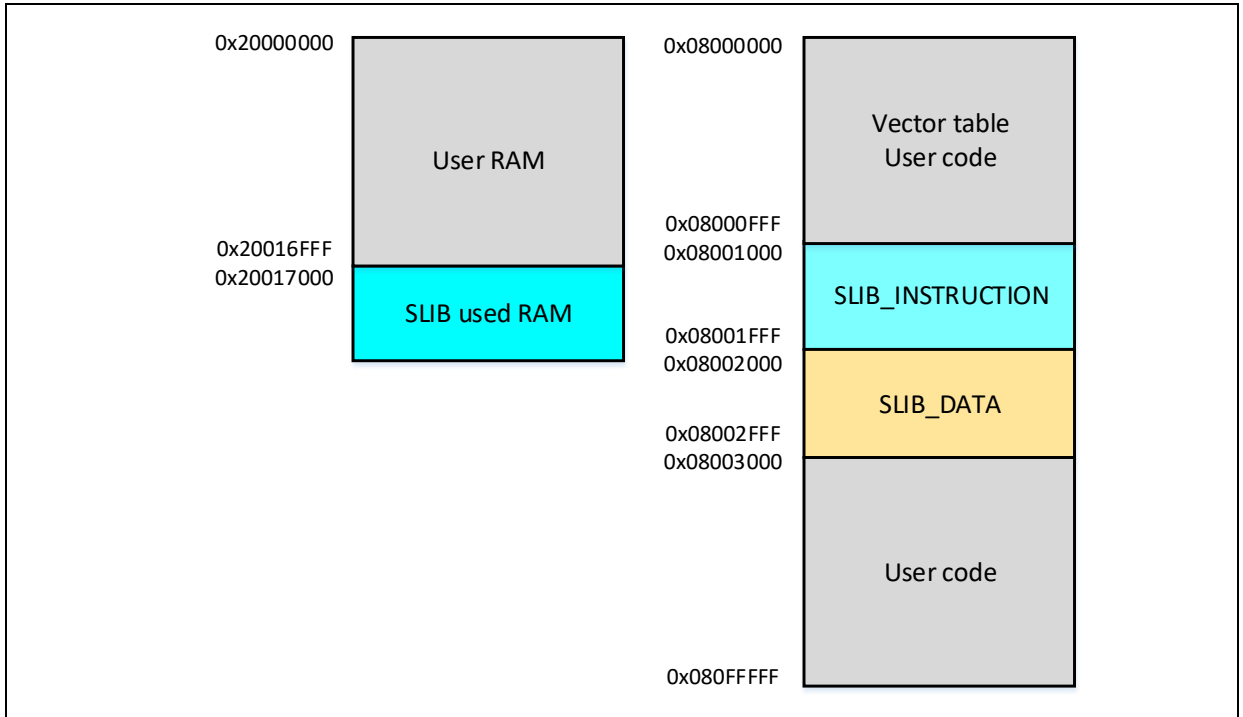 0x20000000
User RAM
0x20016FFF
0x20017000
SLIB used RAM
0x08000000
Vector table
User code
0x08000FFF
0x08001000
SLIB_INSTRUCTION
0x08001FFF
0x08002000
SLIB_DATA
0x08002FFF
0x08003000
User code
0x080FFFFF